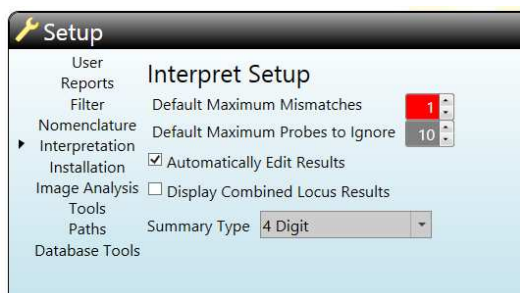 Setup
User
Reports
Filter
Nomenclature
Interpretation
Installation
Image Analysis
Tools
Paths
Database Tools
Interpret Setup
Default Maximum Mismatches 1
Default Maximum Probes to Ignore 10
Automatically Edit Results
Display Combined Locus Results
Summary Type 4 Digit